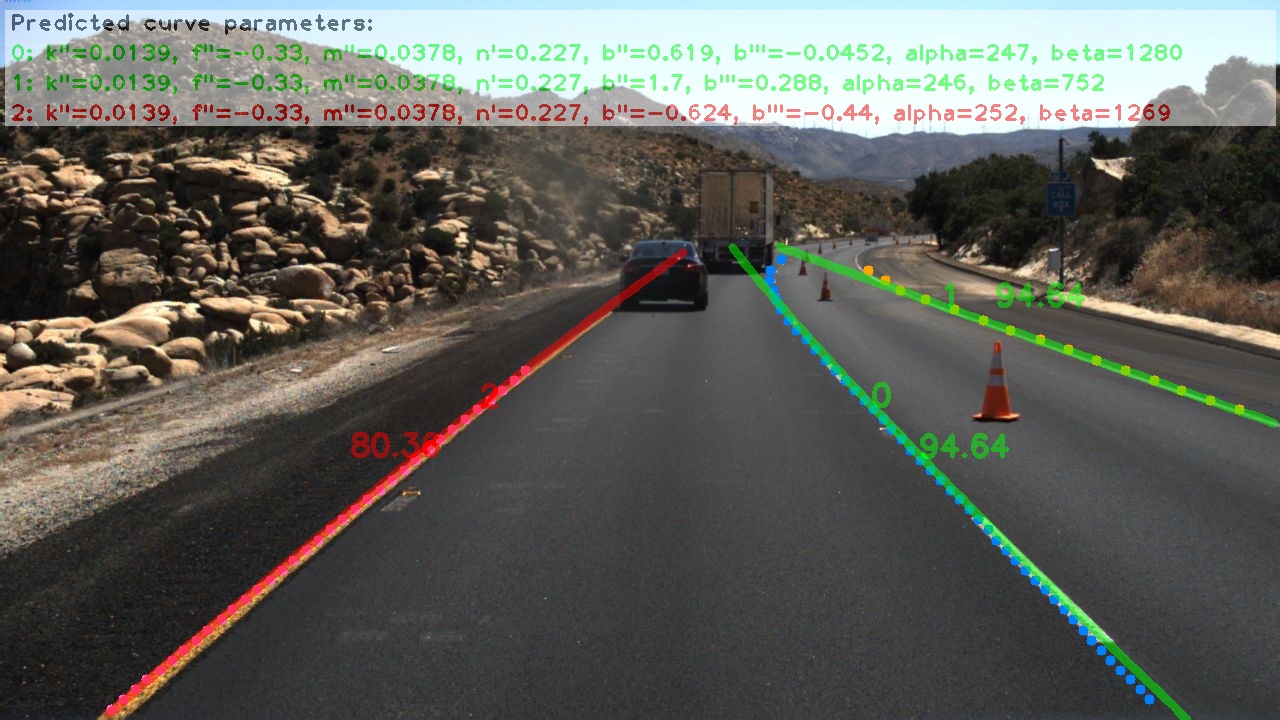 Predicted curve parameters:
0: k''=0.0139, f''=-0.33, m''=0.0378, n'=0.227, b''=0.619, b'''=-0.0452, alpha=247, beta=1280
1: k''=0.0139, f''=-0.33, m''=0.0378, n'=0.227, b''=1.7, b'''=0.288, alpha=246, beta=752
2: k''=0.0139, f''=-0.33, m''=0.0378, n'=0.227, b''=-0.624, b'''=-0.44, alpha=252, beta=1269
CALL
BOX
1 94.64
2
0
80.36
94.64